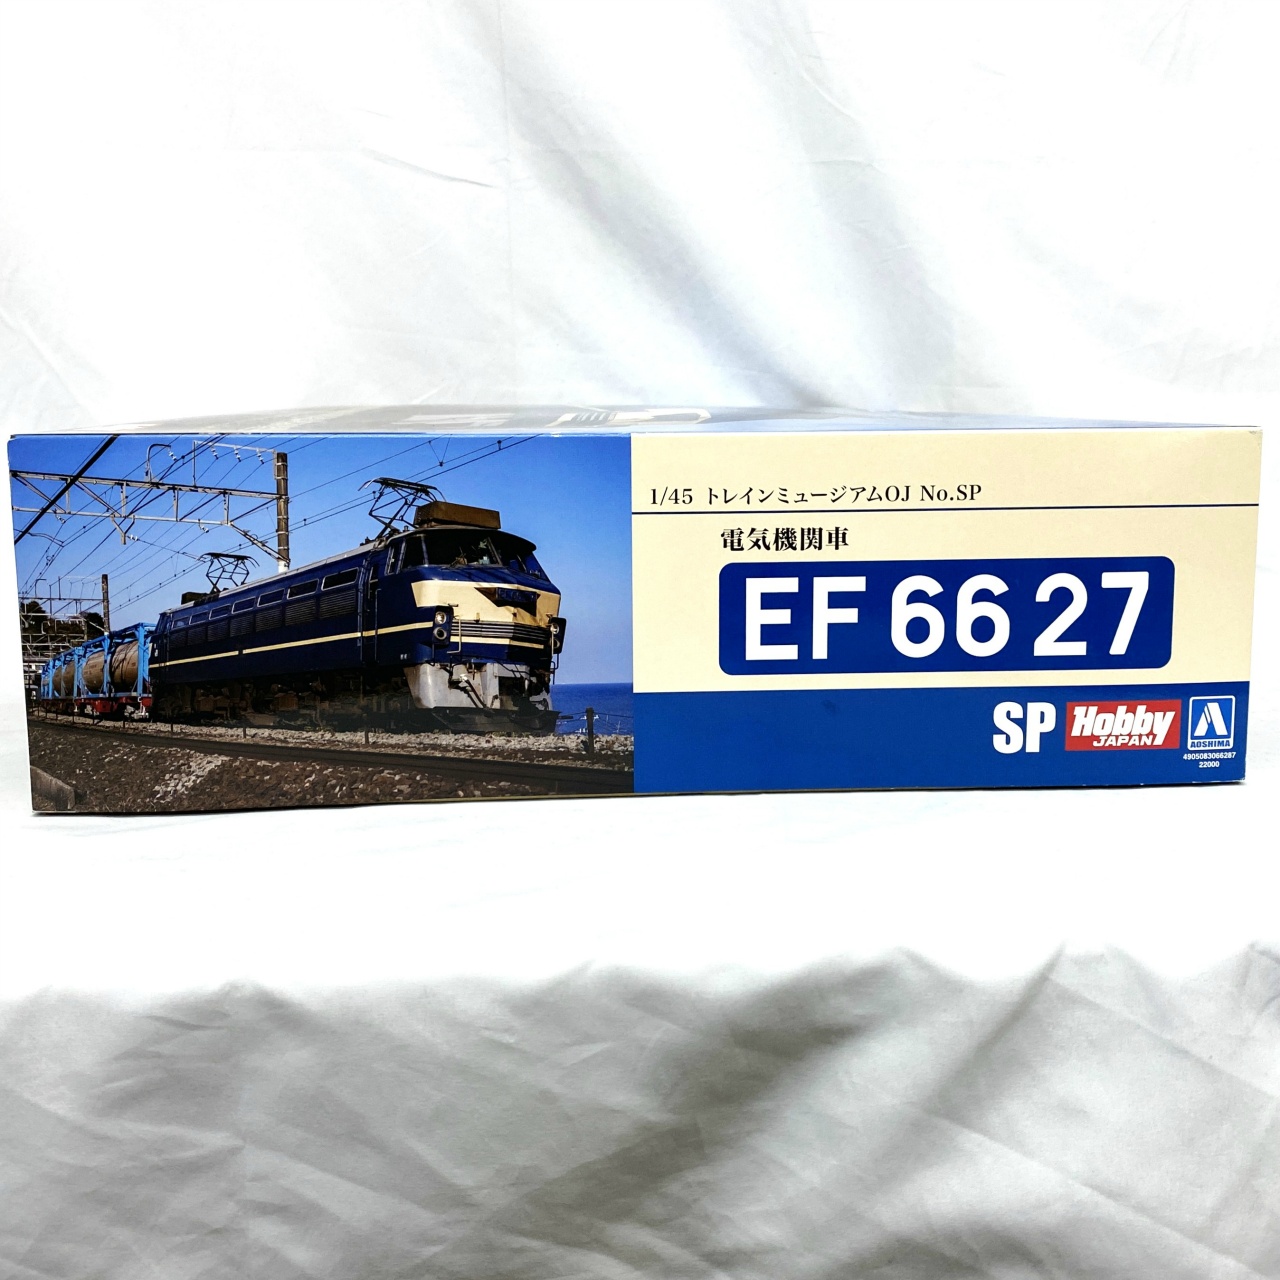 1/45 トレインミュージアムOJ No.SP
電気機関車
EF 66 27
SP Hobby JAPAN
AOSHIMA
4905083066287
22000